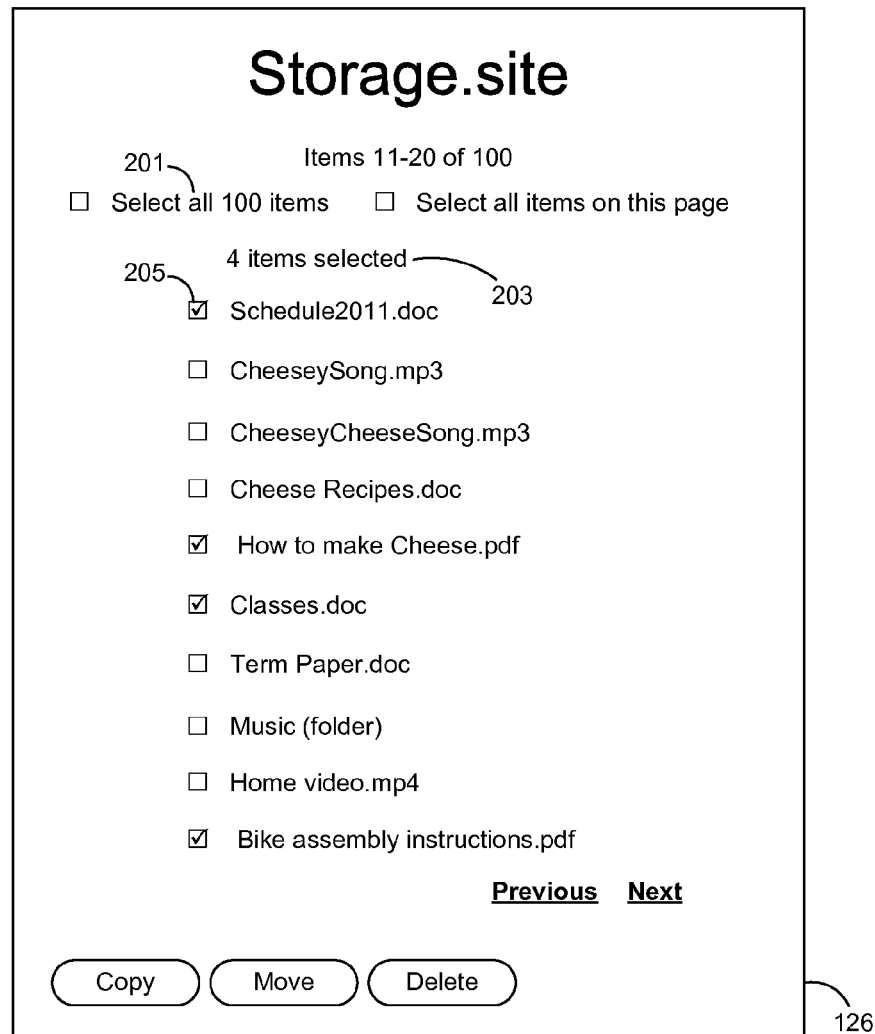 Storage.site
Items 11-20 of 100
201
☐ Select all 100 items ☐ Select all items on this page
4 items selected
205
203
☑ Schedule2011.doc
☐ CheeseySong.mp3
☐ CheeseyCheeseSong.mp3
☐ Cheese Recipes.doc
☑ How to make Cheese.pdf
☑ Classes.doc
☐ Term Paper.doc
☐ Music (folder)
☐ Home video.mp4
☑ Bike assembly instructions.pdf
Previous Next
Copy Move Delete
126